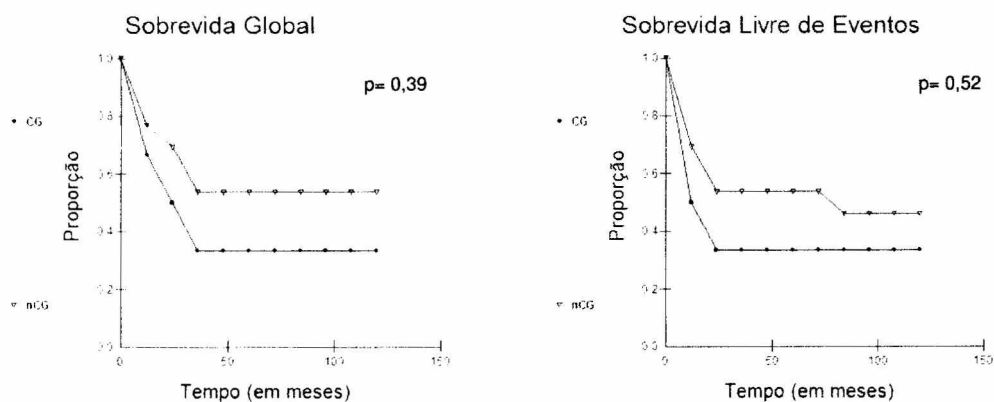 Sobrevida Global
p= 0,39
CG
nCG
Proporção
1.0
0.8
0.6
0.4
0.2
0.0
0
50
100
150
Tempo (em meses)
Sobrevida Livre de Eventos
p= 0,52
CG
nCG
Proporção
1.0
0.8
0.6
0.4
0.2
0.0
0
50
100
150
Tempo (em meses)